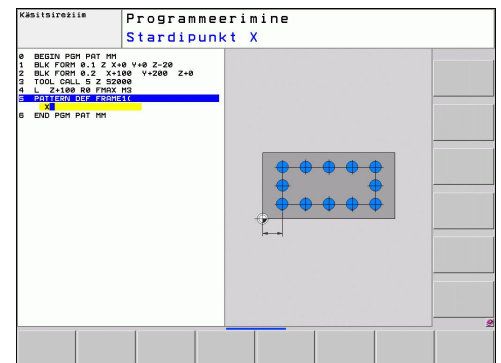 Käsitsirežiim
Programmeerimine
Stardipunkt X
0 BEGIN PGM PAT MM
1 BLK FORM 0.1 Z X+0 Y+0 Z-20
2 BLK FORM 0.2 X+100 Y+200 Z+0
3 TOOL CALL 5 Z S2000
4 L Z+100 R0 FMAX M3
5 PATTERN DEF FRAME1(
X
6 END PGM PAT MM